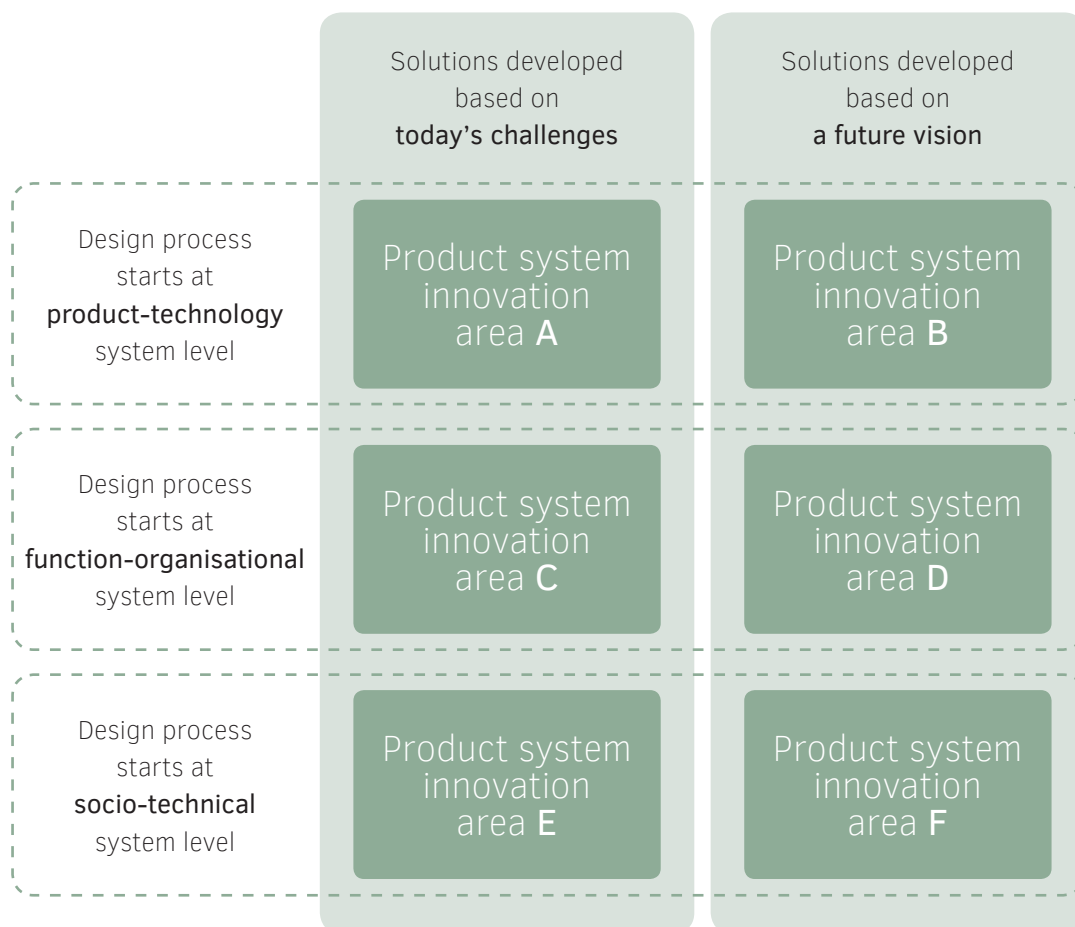 Solutions developed
based on
today's challenges
Solutions developed
based on
a future vision
Design process
starts at
product-technology
system level
Product system
innovation
area A
Product system
innovation
area B
Design process
starts at
function-organisational
system level
Product system
innovation
area C
Product system
innovation
area D
Design process
starts at
socio-technical
system level
Product system
innovation
area E
Product system
innovation
area F